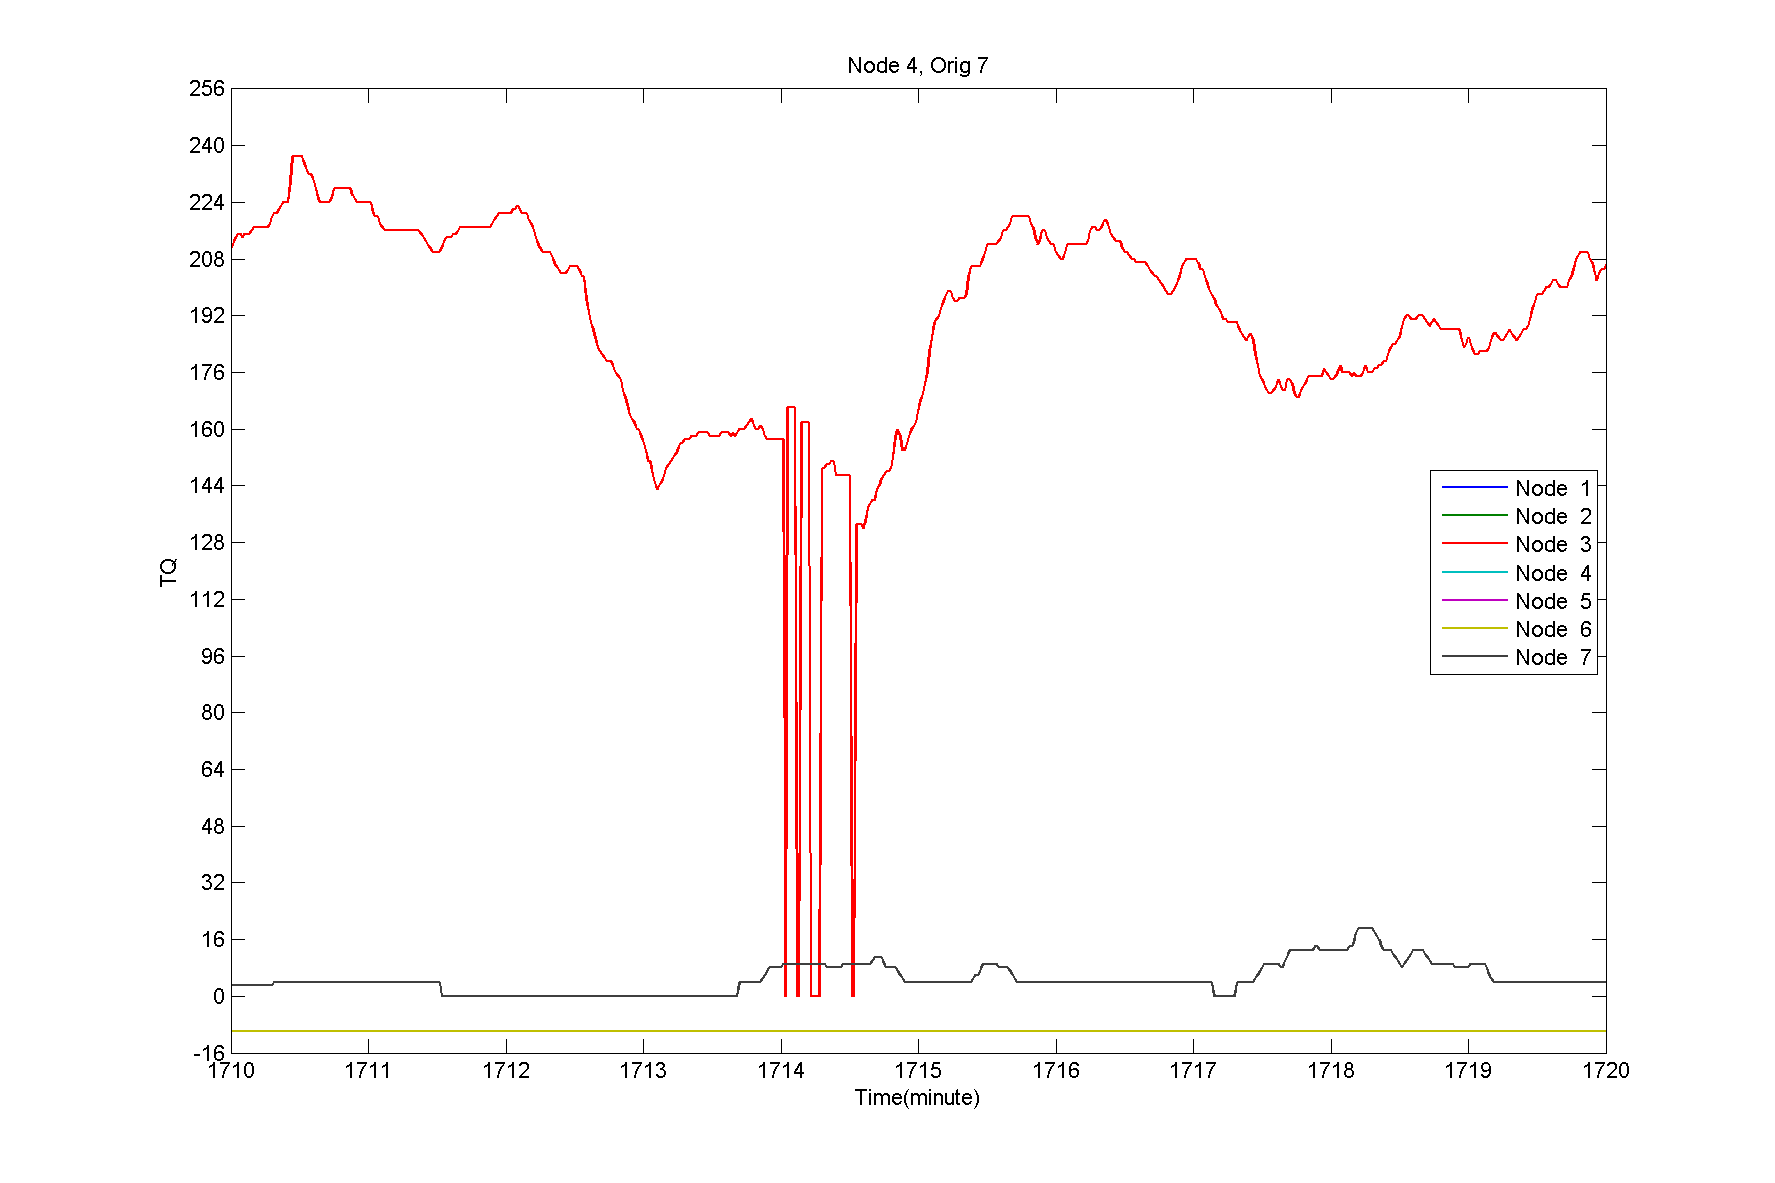 Node 4, Orig 7
256
240
224
208
192
176
160
144
128
112
96
80
64
48
32
16
0
-16
TQ
1710 1711 1712 1713 1714 1715 1716 1717 1718 1719 1720
Time(minute)
Node 1
Node 2
Node 3
Node 4
Node 5
Node 6
Node 7